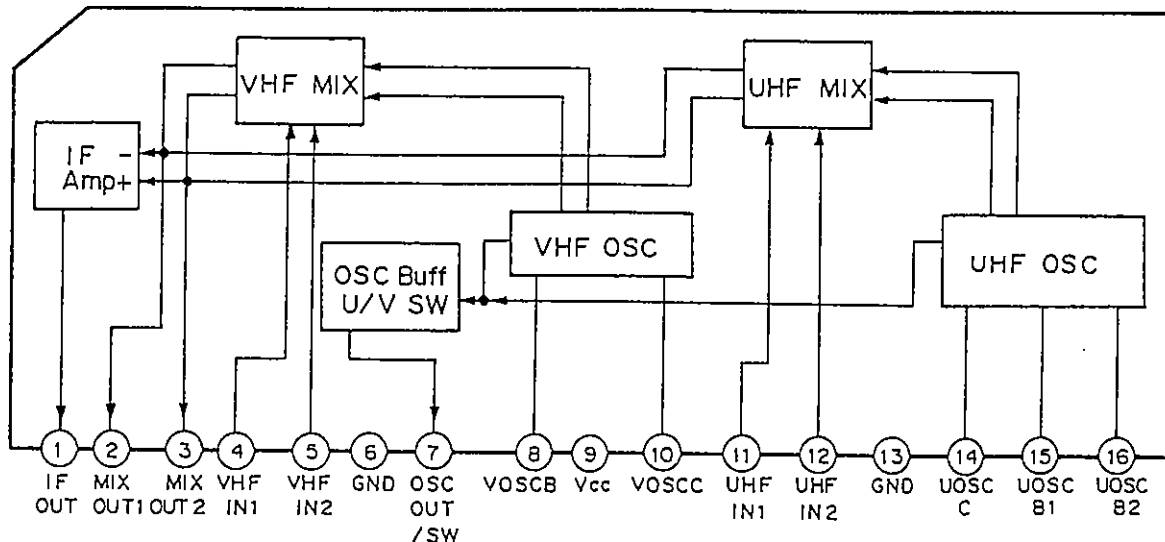 VHF MIX
UHF MIX
IF -
Amp+
VHF OSC
UHF OSC
OSC Buff
U/V SW
1
2
3
4
5
6
7
8
9
10
11
12
13
14
15
16
IF
OUT
MIX
OUT1
MIX
OUT2
VHF
IN1
VHF
IN2
GND
OSC
OUT
/SW
VOSCB
Vcc
VOSCC
UHF
IN1
UHF
IN2
GND
UOSC
C
UOSC
B1
UOSC
B2